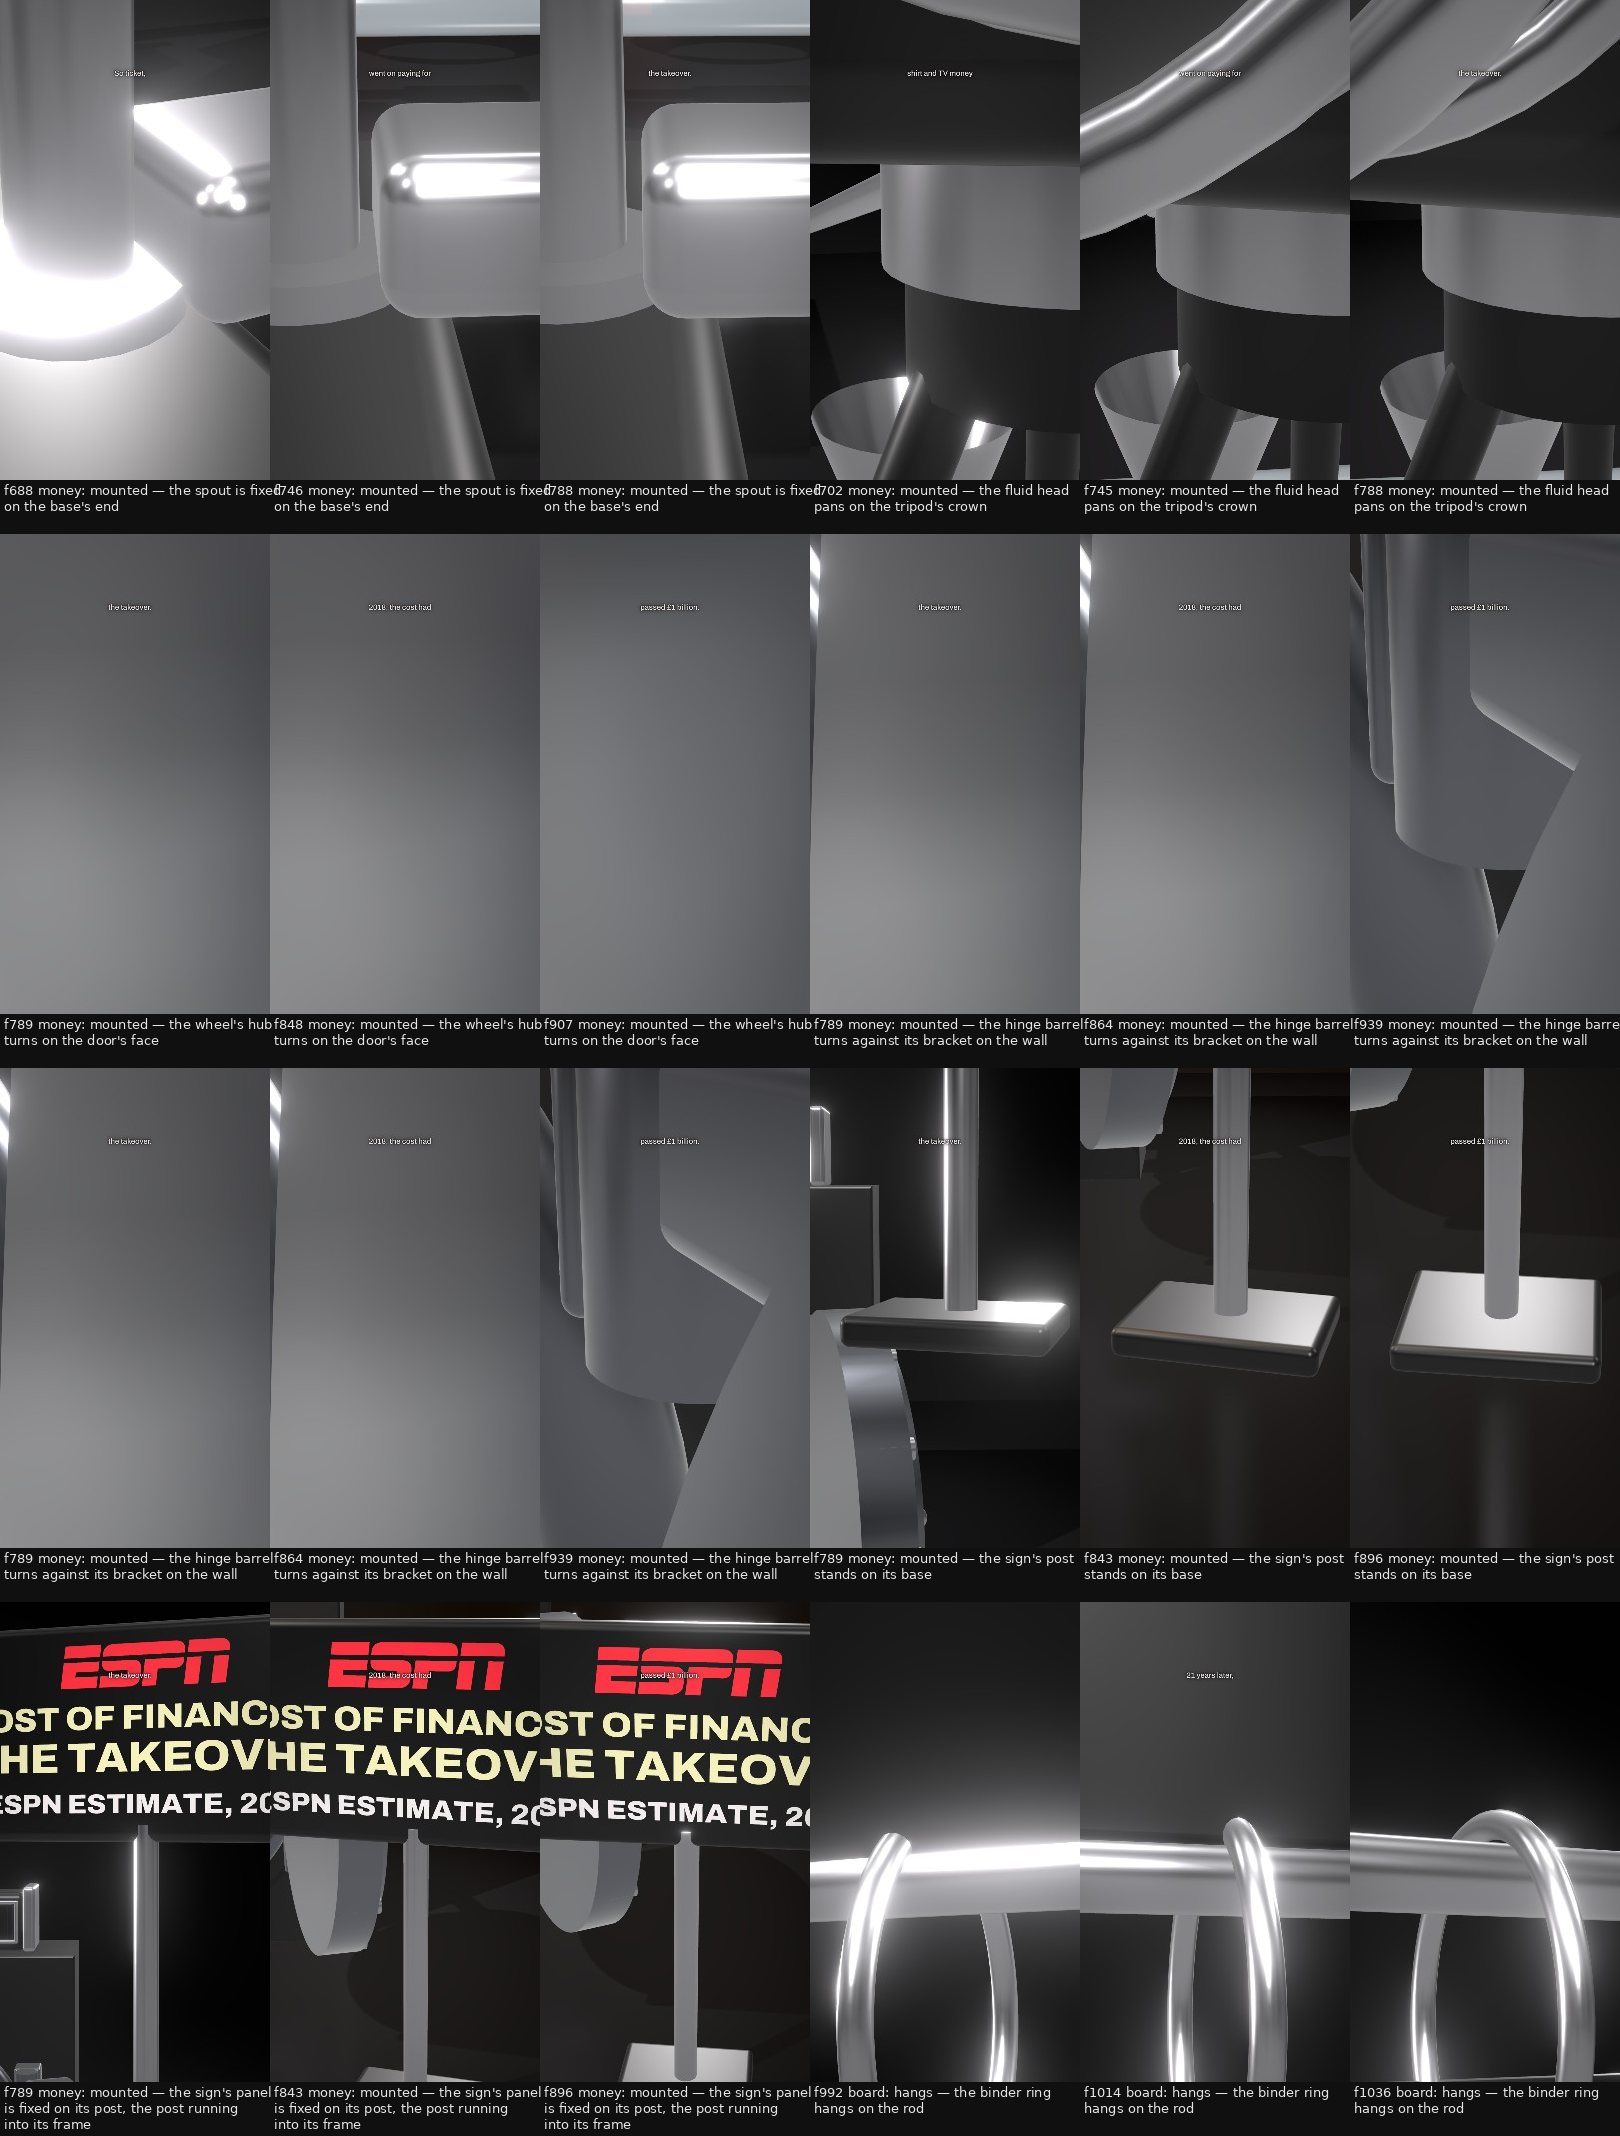 So ticket,
went on paying for
the takeover.
shirt and TV money
went on paying for
the takeover.
f688 money: mounted — the spout is fixed
on the base's end
f746 money: mounted — the spout is fixed
on the base's end
f788 money: mounted — the spout is fixed
on the base's end
f702 money: mounted — the fluid head
pans on the tripod's crown
f745 money: mounted — the fluid head
pans on the tripod's crown
f788 money: mounted — the fluid head
pans on the tripod's crown
the takeover.
2018, the cost had
passed £1 billion.
the takeover.
2018, the cost had
passed £1 billion.
f789 money: mounted — the wheel's hub
turns on the door's face
f848 money: mounted — the wheel's hub
turns on the door's face
f907 money: mounted — the wheel's hub
turns on the door's face
f789 money: mounted — the hinge barrel
turns against its bracket on the wall
f864 money: mounted — the hinge barrel
turns against its bracket on the wall
f939 money: mounted — the hinge barrel
turns against its bracket on the wall
the takeover.
2018, the cost had
passed £1 billion.
the takeover.
2018, the cost had
passed £1 billion.
f789 money: mounted — the hinge barrel
turns against its bracket on the wall
f864 money: mounted — the hinge barrel
turns against its bracket on the wall
f939 money: mounted — the hinge barrel
turns against its bracket on the wall
f789 money: mounted — the sign's post
stands on its base
f843 money: mounted — the sign's post
stands on its base
f896 money: mounted — the sign's post
stands on its base
ESPN
the takeover.
OST OF FINANC
HE TAKEOV
ESPN ESTIMATE, 20
ESPN
2018, the cost had
OST OF FINANC
HE TAKEOV
SPN ESTIMATE, 20
ESPN
passed £1 billion.
ST OF FINANC
HE TAKEOV
SPN ESTIMATE, 20
21 years later,
f789 money: mounted — the sign's panel
is fixed on its post, the post running
into its frame
f843 money: mounted — the sign's panel
is fixed on its post, the post running
into its frame
f896 money: mounted — the sign's panel
is fixed on its post, the post running
into its frame
f992 board: hangs — the binder ring
hangs on the rod
f1014 board: hangs — the binder ring
hangs on the rod
f1036 board: hangs — the binder ring
hangs on the rod